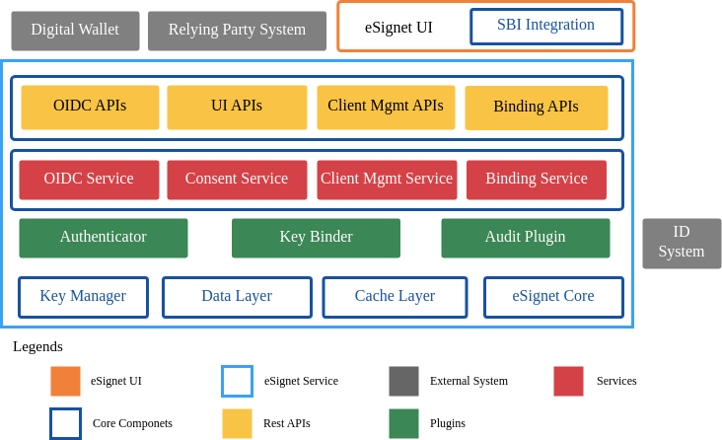 Digital Wallet
Relying Party System
eSignet UI
SBI Integration
OIDC APIs
UI APIs
Client Mgmt APIs
Binding APIs
OIDC Service
Consent Service
Client Mgmt Service
Binding Service
Authenticator
Key Binder
Audit Plugin
ID
System
Key Manager
Data Layer
Cache Layer
eSignet Core
Legends
eSignet UI
eSignet Service
External System
Services
Core Componets
Rest APIs
Plugins